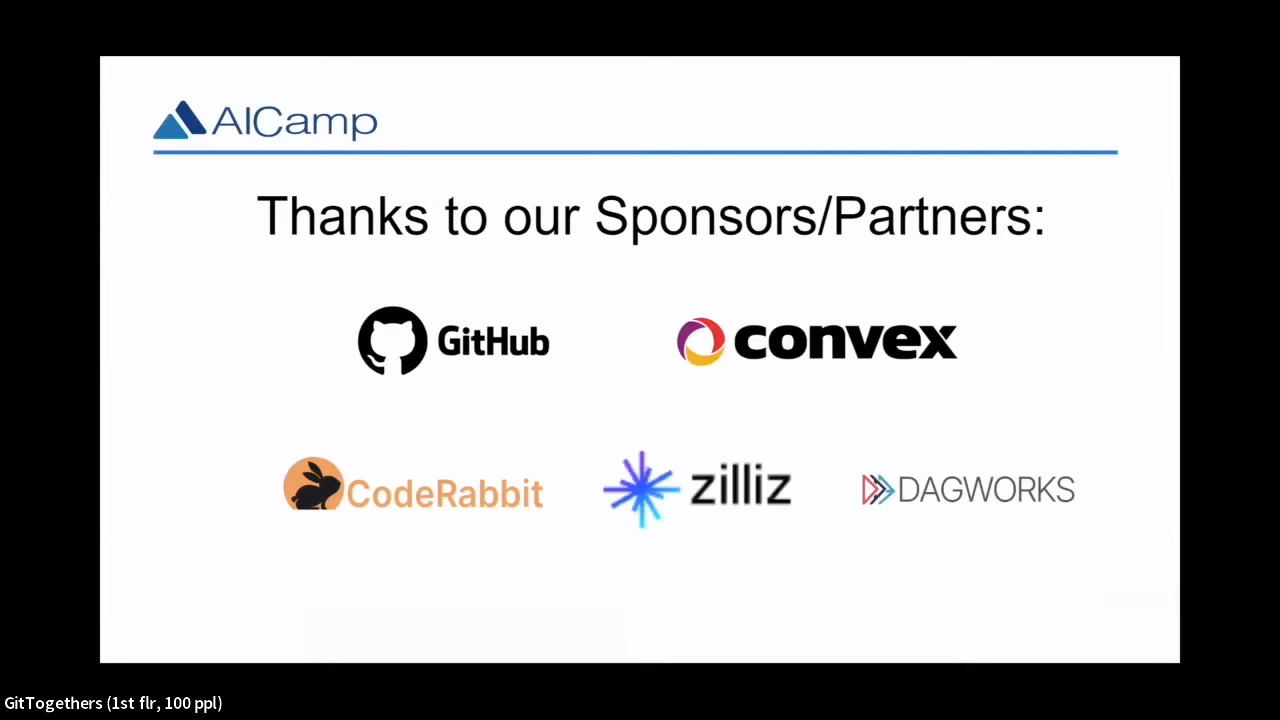 AICamp
Thanks to our Sponsors/Partners:
GitHub
convex
CodeRabbit
zilliz
DAGWORKS
GitTogethers (1st flr, 100 ppl)